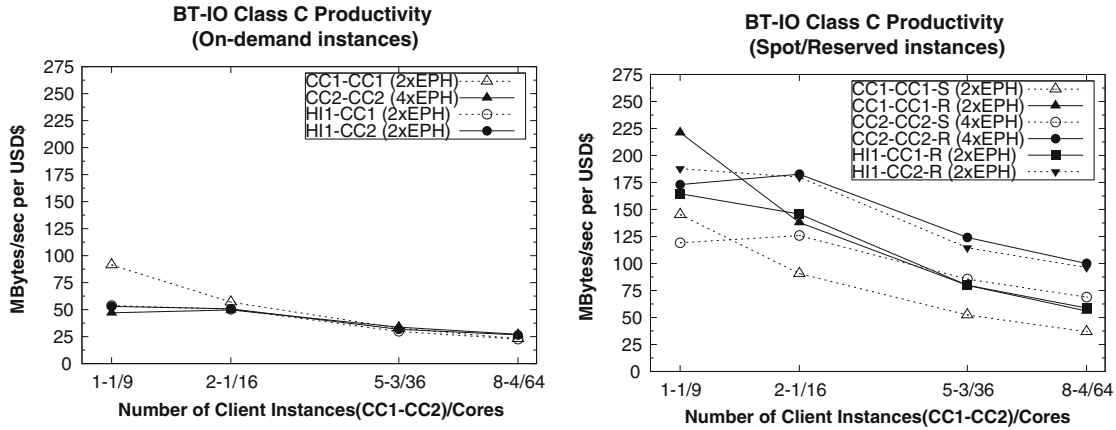 BT-IO Class C Productivity
(On-demand instances)
275
250
225
200
175
150
125
100
75
50
25
0
MBytes/sec per USD$
CC1-CC1 (2xEPH)
CC2-CC2 (4xEPH)
HI1-CC1 (2xEPH)
HI1-CC2 (2xEPH)
1-1/9 2-1/16 5-3/36 8-4/64
Number of Client Instances(CC1-CC2)/Cores
BT-IO Class C Productivity
(Spot/Reserved instances)
275
250
225
200
175
150
125
100
75
50
25
0
MBytes/sec per USD$
CC1-CC1-S (2xEPH)
CC1-CC1-R (2xEPH)
CC2-CC2-S (4xEPH)
CC2-CC2-R (4xEPH)
HI1-CC1-R (2xEPH)
HI1-CC2-R (2xEPH)
1-1/9 2-1/16 5-3/36 8-4/64
Number of Client Instances(CC1-CC2)/Cores